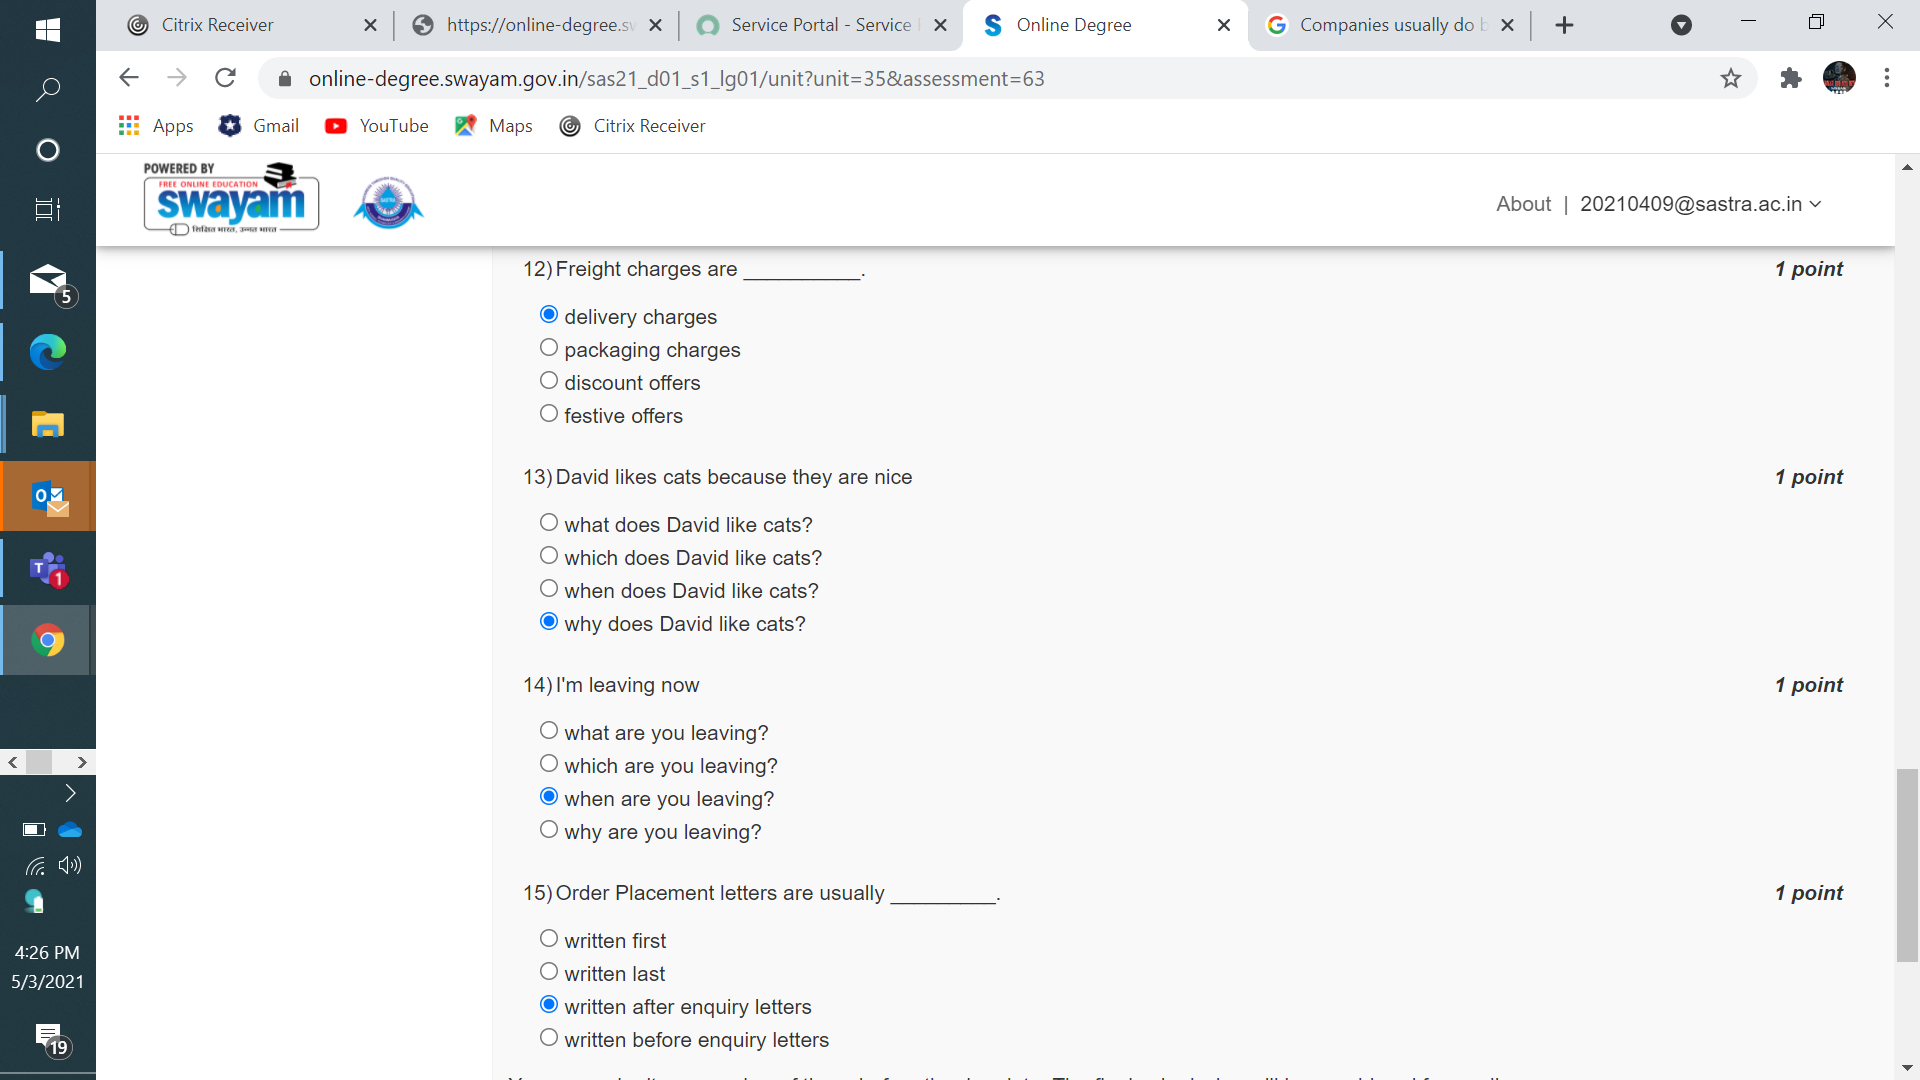 Citrix Receiver
https://online-degree.sw
Service Portal - Service
Online Degree
Companies usually do b
online-degree.swayam.gov.in/sas21_d01_s1_lg01/unit?unit=35&assessment=63
Apps
Gmail
YouTube
Maps
Citrix Receiver
POWERED BY
FREE ONLINE EDUCATION
swayam
शिक्षित भारत, उन्नत भारत
About | 20210409@sastra.ac.in
12) Freight charges are __________.
1 point
delivery charges
packaging charges
discount offers
festive offers
13) David likes cats because they are nice
1 point
what does David like cats?
which does David like cats?
when does David like cats?
why does David like cats?
14) I'm leaving now
1 point
what are you leaving?
which are you leaving?
when are you leaving?
why are you leaving?
15) Order Placement letters are usually _________.
1 point
written first
written last
written after enquiry letters
written before enquiry letters
5
1
4:26 PM
5/3/2021
19